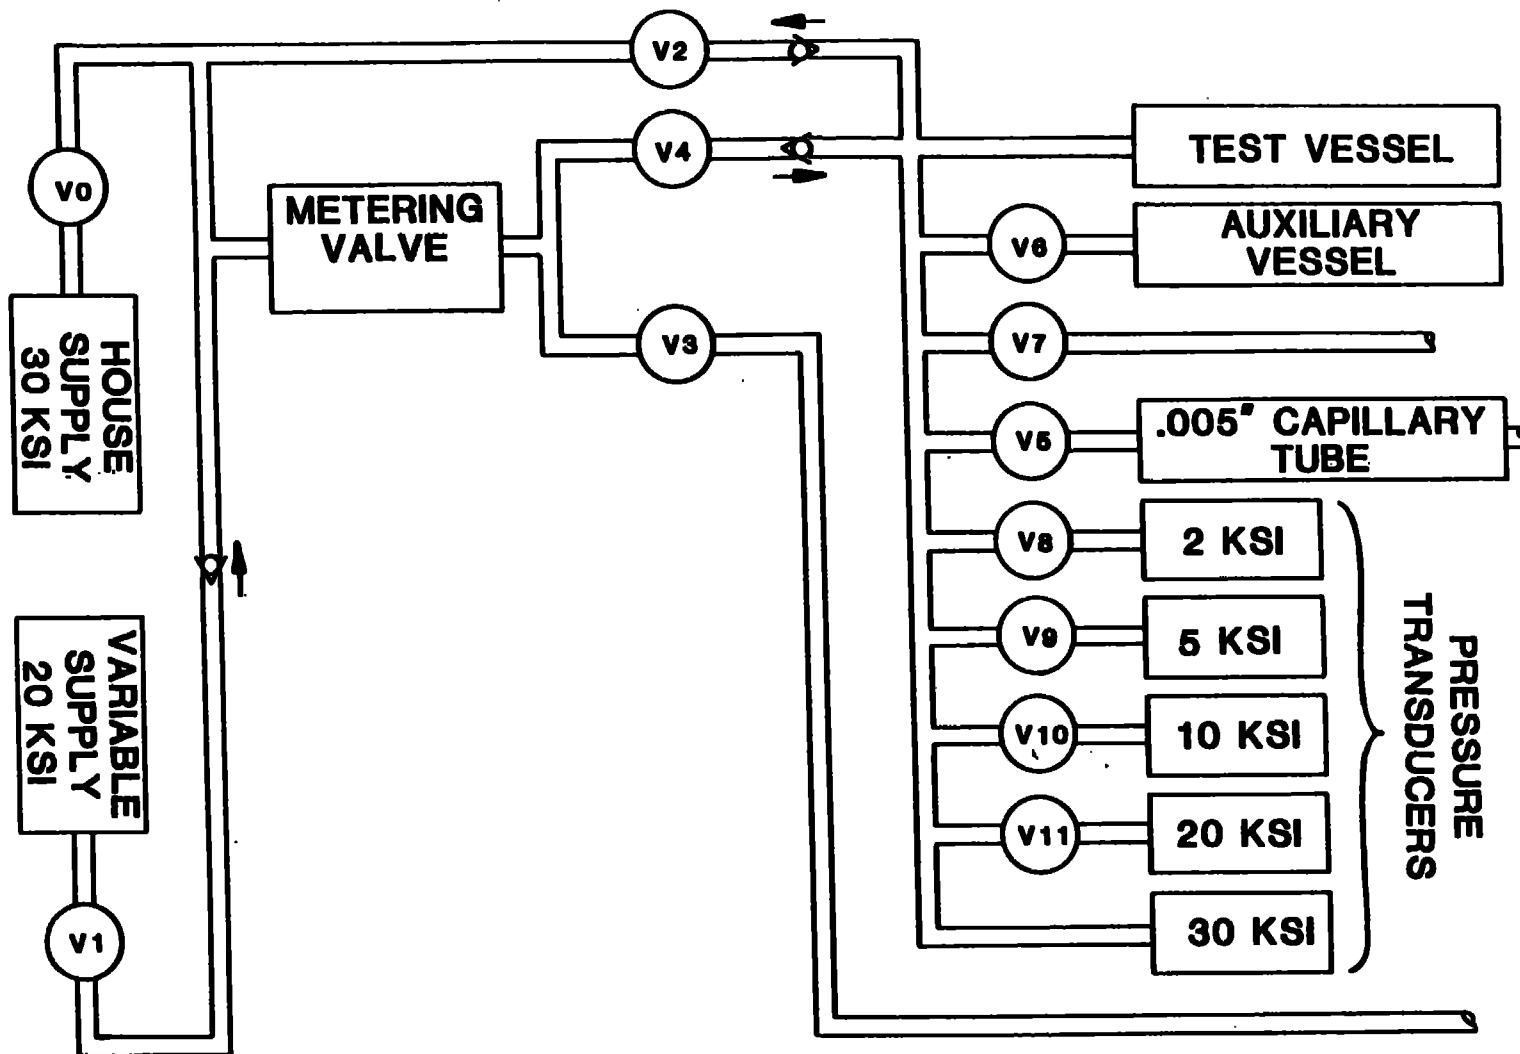 V2
V4
TEST VESSEL
V0
METERING
VALVE
V6
AUXILIARY
VESSEL
HOUSE
SUPPLY
30 KSI
V3
V7
V5
.005" CAPILLARY
TUBE
V8
2 KSI
VARIABLE
SUPPLY
20 KSI
V9
5 KSI
PRESSURE
TRANSDUCERS
V10
10 KSI
V11
20 KSI
V1
30 KSI